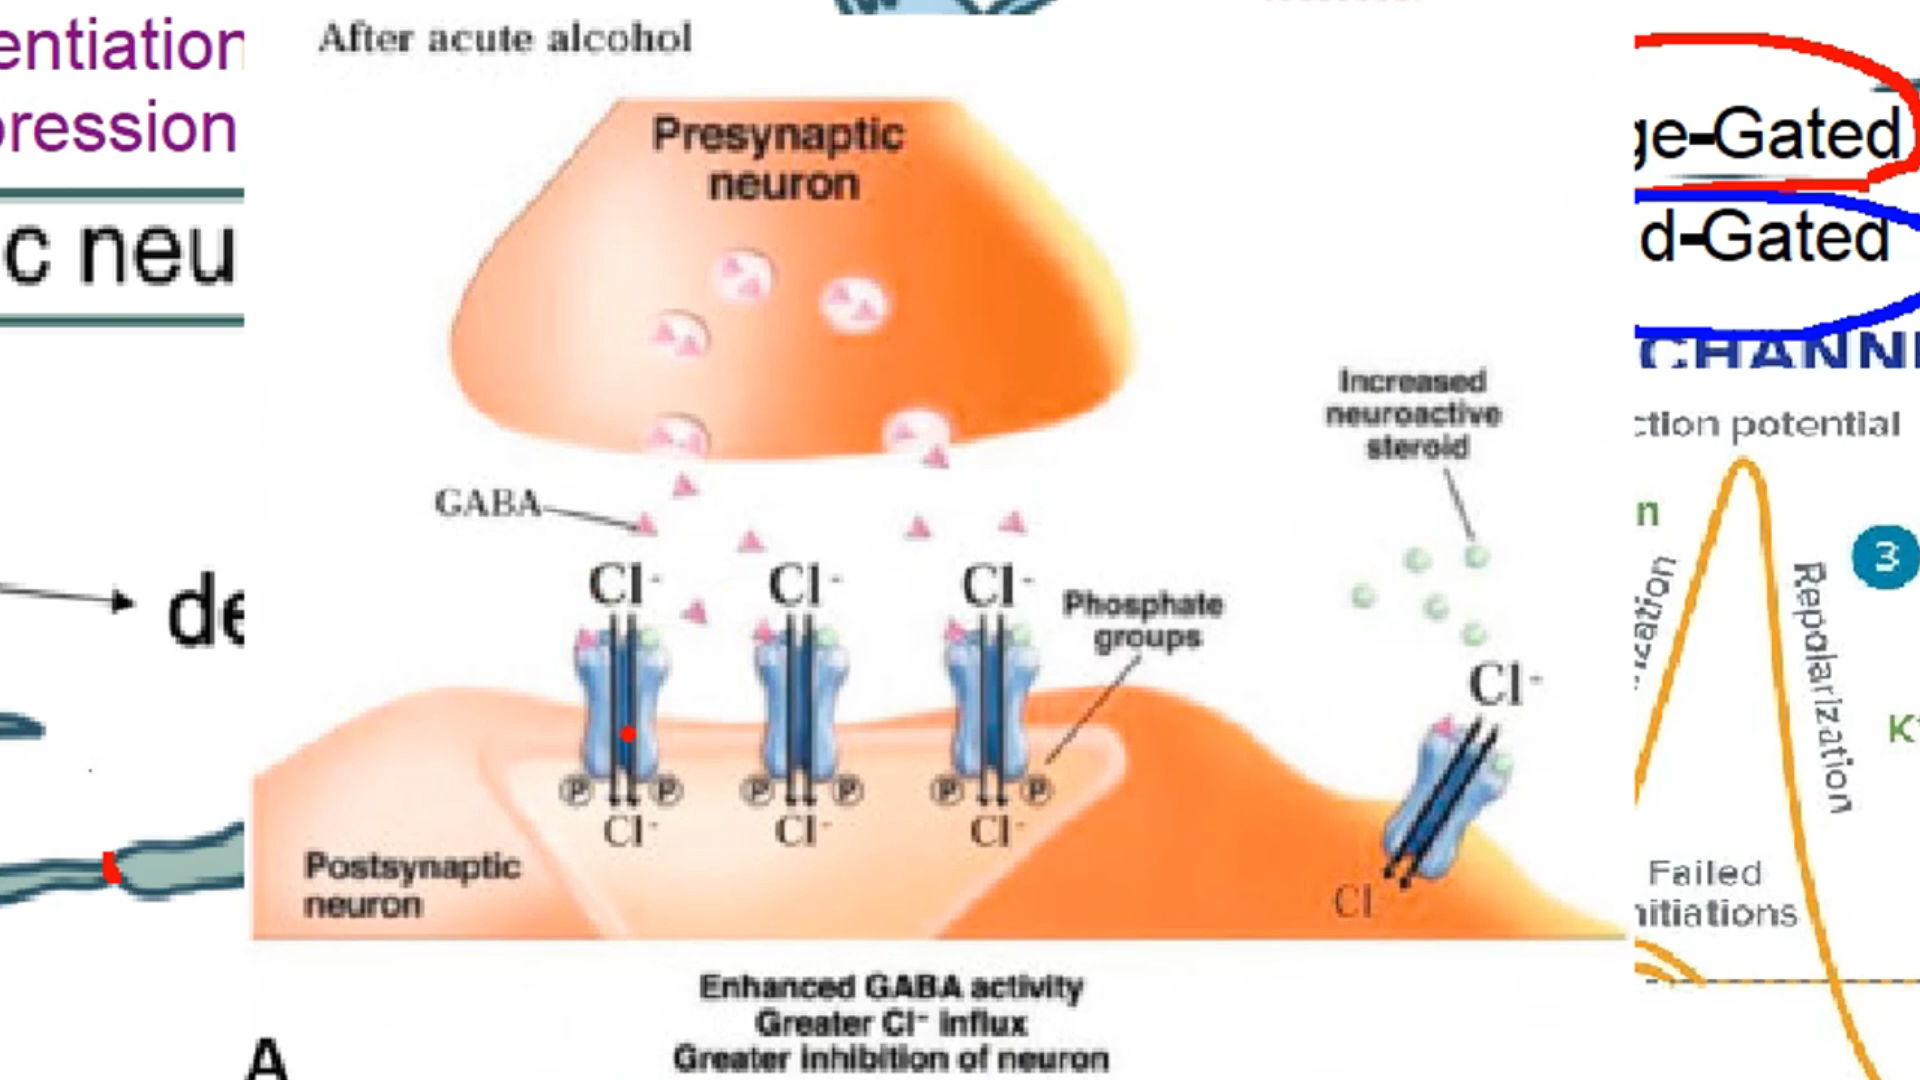 entiation
pression
c neu
de
After acute alcohol
Presynaptic
neuron
GABA
Cl-
Cl-
Cl-
Phosphate
groups
Increased
neuroactive
steroid
Cl-
P
P
P
P
P
P
Cl-
Cl-
Cl-
Cl
Postsynaptic
neuron
Enhanced GABA activity
Greater Cl- influx
Greater inhibition of neuron
A
ge-Gated
d-Gated
CHANN
ction potential
n
3
ization
Repolarization
K+
Failed
nitiations